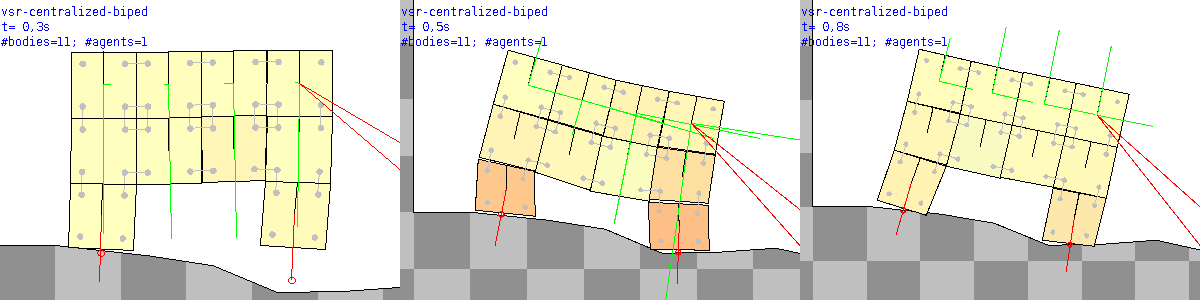 vsr-centralized-biped
t= 0,3s
#bodies=11; #agents=1
vsr-centralized-biped
t= 0,5s
#bodies=11; #agents=1
vsr-centralized-biped
t= 0,8s
#bodies=11; #agents=1